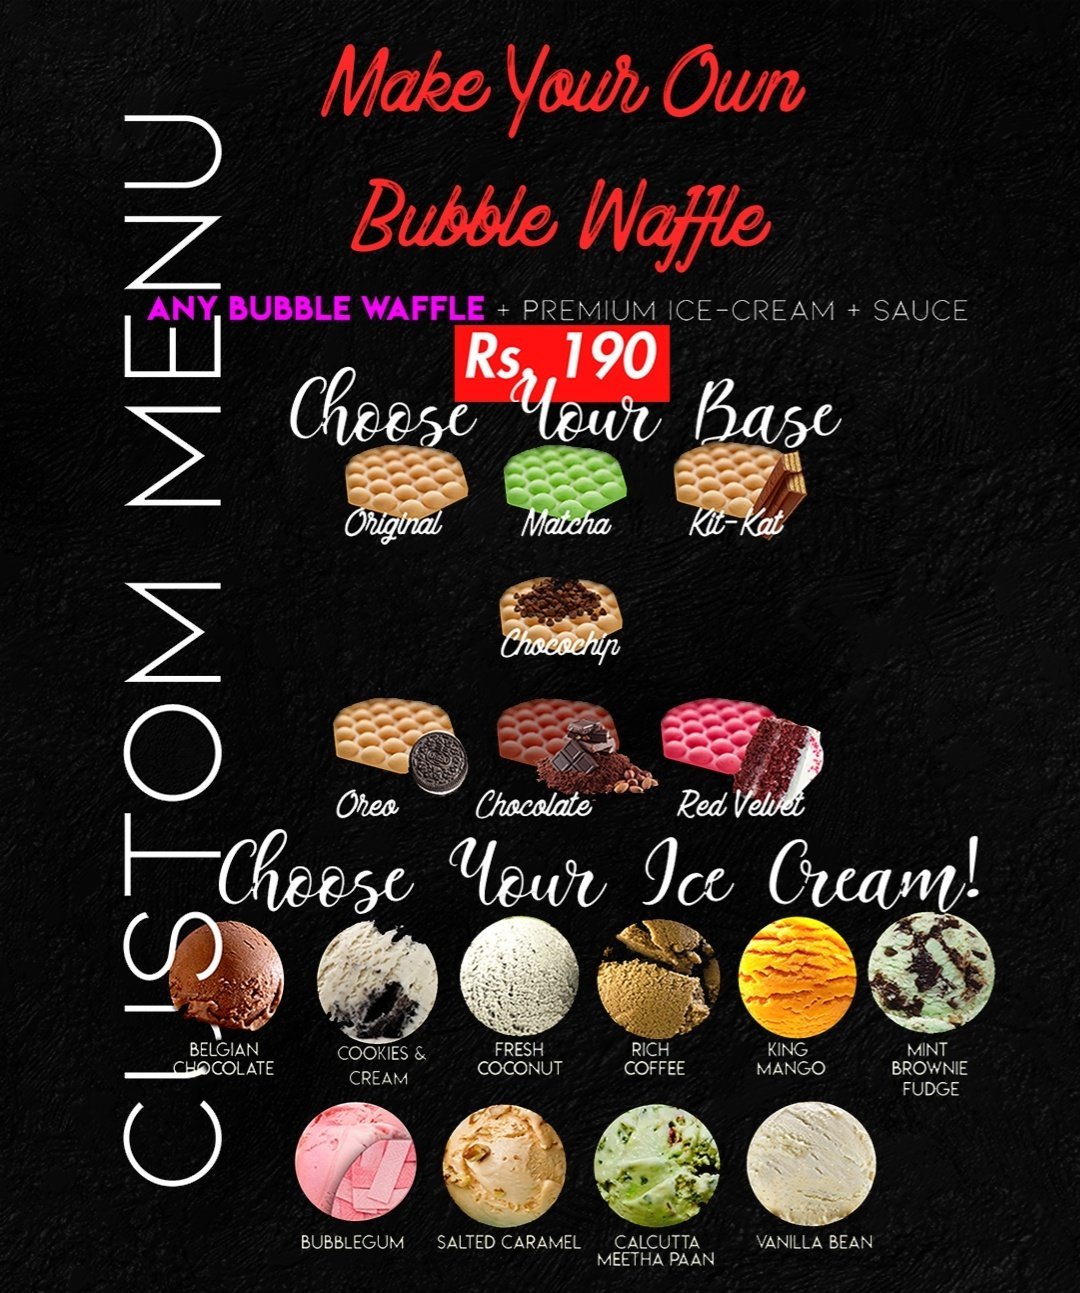 Make Your Own
Bubble Waffle
CUSTOM MENU
ANY BUBBLE WAFFLE + PREMIUM ICE-CREAM + SAUCE
Rs. 190
Choose Your Base
Original
Matcha
Kit-Kat
Chocochip
Oreo
Chocolate
Red Velvet
Choose Your Ice Cream!
BELGIAN
CHOCOLATE
COOKIES &
CREAM
FRESH
COCONUT
RICH
COFFEE
KING
MANGO
MINT
BROWNIE
FUDGE
BUBBLEGUM
SALTED CARAMEL
CALCUTTA
MEETHA PAAN
VANILLA BEAN